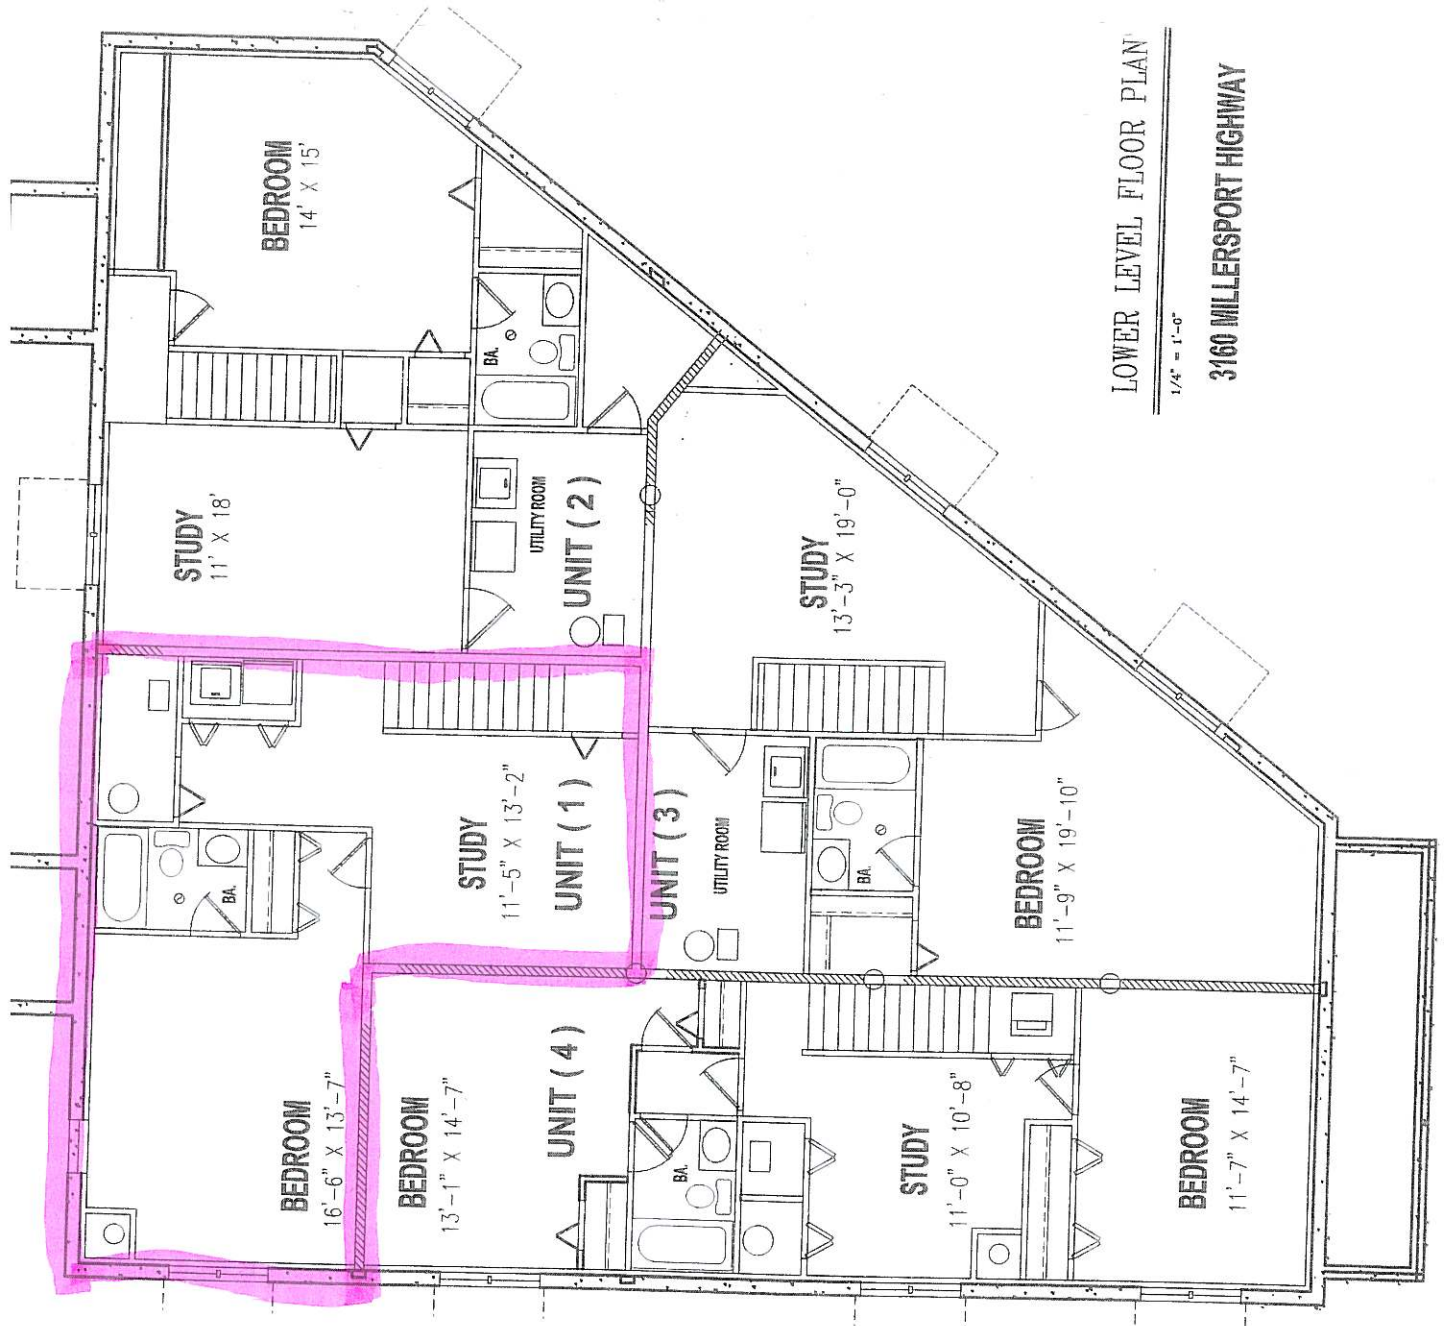 LOWER LEVEL FLOOR PLAN
1/4" = 1'-0"
3160 MILLERSPORT HIGHWAY
BEDROOM
14' X 15'
BA.
STUDY
11' X 18'
UTILITY ROOM
UNIT (2)
STUDY
13'-3" X 19'-0"
STUDY
11'-5" X 13'-2"
UNIT (1)
BA.
BEDROOM
16'-6" X 13'-7"
UNIT (3)
UTILITY ROOM
BA.
BEDROOM
11'-9" X 19'-10"
BEDROOM
13'-1" X 14'-7"
UNIT (4)
BA.
STUDY
11'-0" X 10'-8"
BEDROOM
11'-7" X 14'-7"